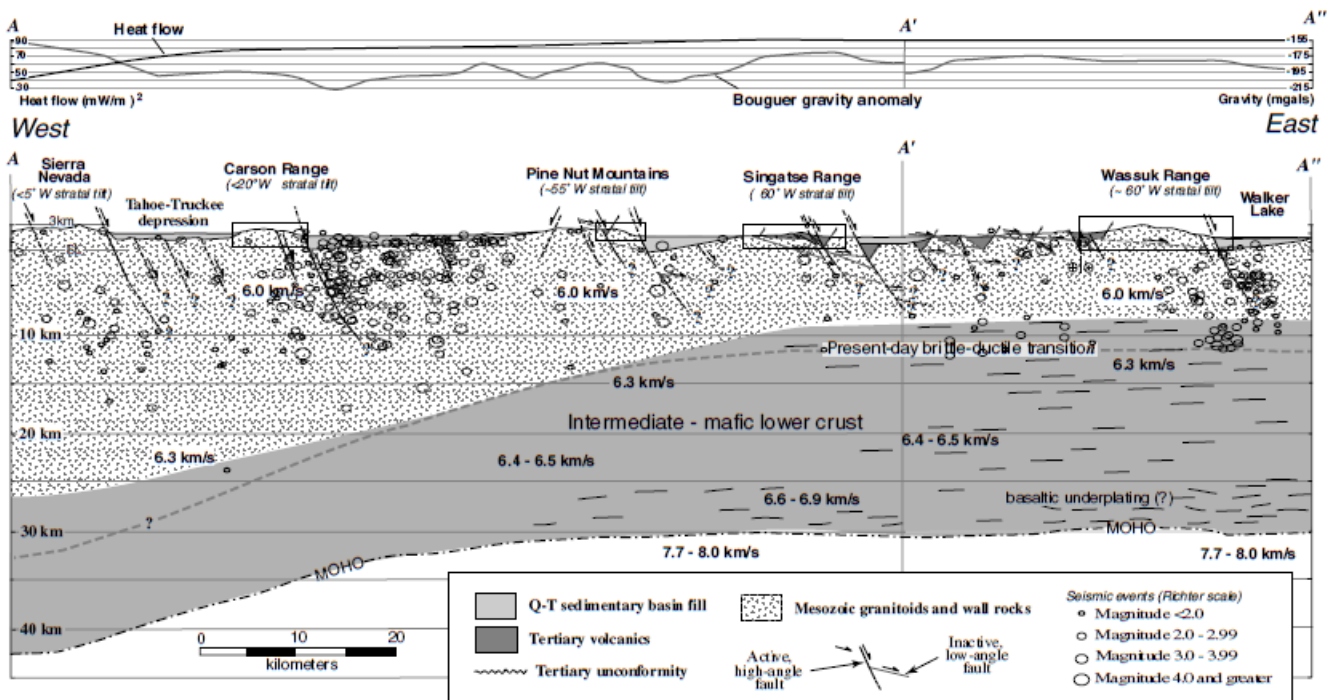 A
A'
A''
Heat flow
90
70
50
30
-155
-175
-195
-215
Heat flow (mW/m )²
Bouguer gravity anomaly
Gravity (mgals)
West
East
A
A'
A''
Sierra
Nevada
(<5° W stratal tilt)
Tahoe-Truckee
depression
Carson Range
(<20° W stratal tilt)
Pine Nut Mountains
(~55° W stratal tilt)
Singatse Range
( 60° W stratal tilt)
Wassuk Range
(~ 60° W stratal tilt)
Walker
Lake
3km
6.0 km/s
6.0 km/s
6.0 km/s
10 km
Present-day brittle-ductile transition
6.3 km/s
6.3 km/s
Intermediate - mafic lower crust
20 km
6.3 km/s
6.4 - 6.5 km/s
6.4 - 6.5 km/s
6.6 - 6.9 km/s
basaltic underplating (?)
?
30 km
MOHO
MOHO
7.7 - 8.0 km/s
7.7 - 8.0 km/s
40 km
0 10 20
kilometers
Q-T sedimentary basin fill
Tertiary volcanics
Tertiary unconformity
Mesozoic granitoids and wall rocks
Active,
high-angle
fault
Inactive,
low-angle
fault
Seismic events (Richter scale)
Magnitude <2.0
Magnitude 2.0 - 2.99
Magnitude 3.0 - 3.99
Magnitude 4.0 and greater